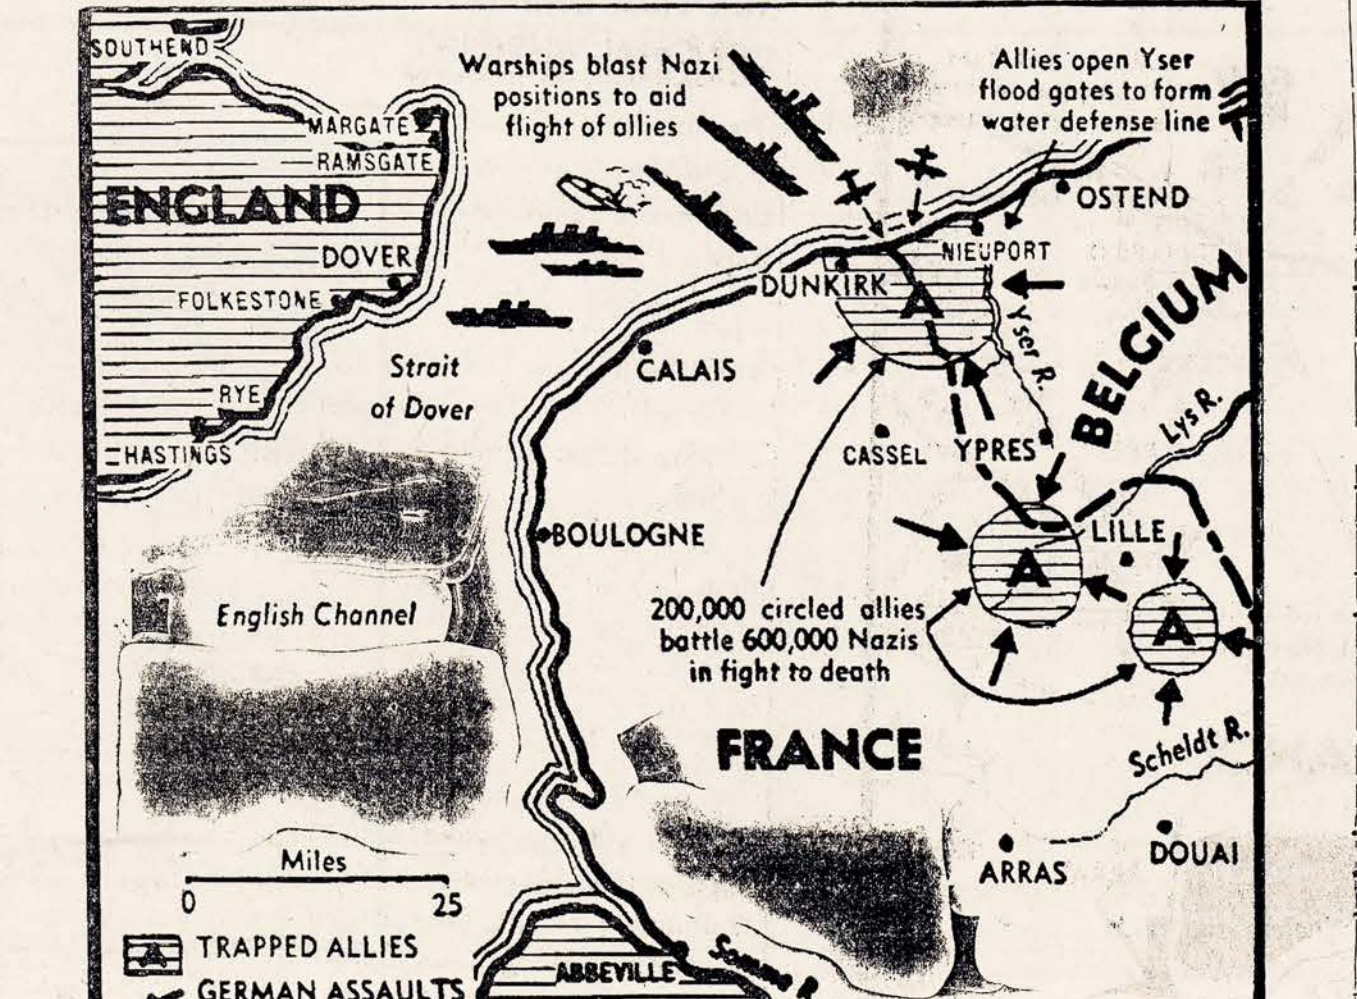 SOUTHEND
Warships blast Nazi
positions to aid
flight of allies
Allies open Yser
flood gates to form
water defense line
MARGATE
RAMSGATE
ENGLAND
OSTEND
DOVER
NIEUPORT
FOLKESTONE
DUNKIRK
A
Yser R.
BELGIUM
Strait
of Dover
CALAIS
RYE
Lys R.
HASTINGS
CASSEL
YPRES
BOULOGNE
LILLE
A
English Channel
200,000 circled allies
battle 600,000 Nazis
in fight to death
A
FRANCE
Scheldt R.
Miles
0 25
ARRAS
DOUAI
A TRAPPED ALLIES
GERMAN ASSAULTS
ABBEVILLE
Somme R.